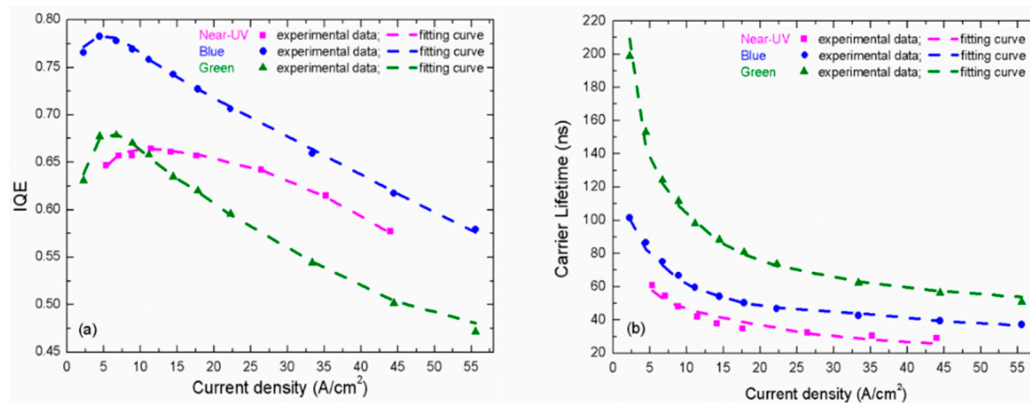 0.80
0.75
0.70
0.65
0.60
0.55
0.50
0.45
IQE
Near-UV experimental data; fitting curve
Blue experimental data; fitting curve
Green experimental data; fitting curve
(a)
0 5 10 15 20 25 30 35 40 45 50 55
Current density (A/cm²)
220
200
180
160
140
120
100
80
60
40
20
Carrier Lifetime (ns)
Near-UV experimental data; fitting curve
Blue experimental data; fitting curve
Green experimental data; fitting curve
(b)
0 5 10 15 20 25 30 35 40 45 50 55
Current density (A/cm²)